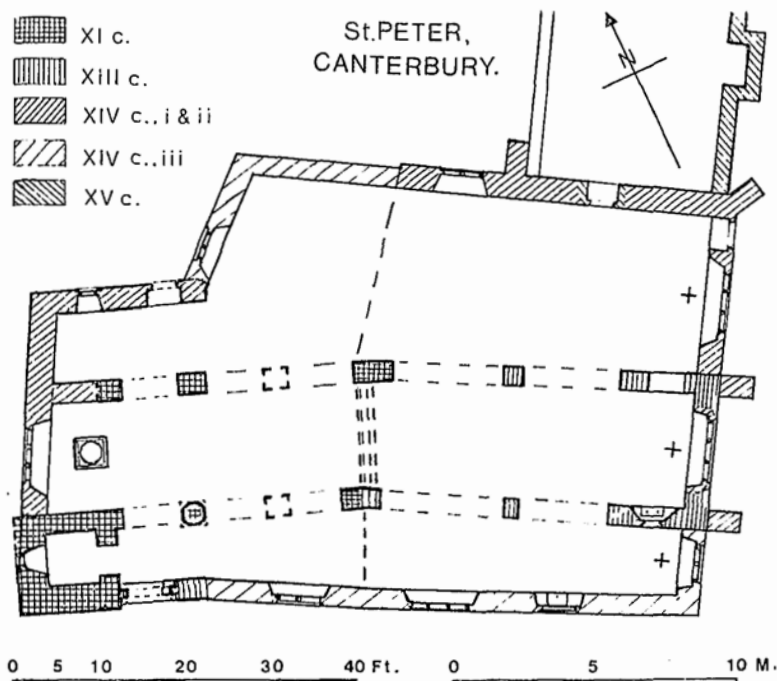 XI c.
XIII c.
XIV c., i & ii
XIV c., iii
XV c.
St.PETER,
CANTERBURY.
N
0 5 10 20 30 40 Ft. 0 5 10 M.